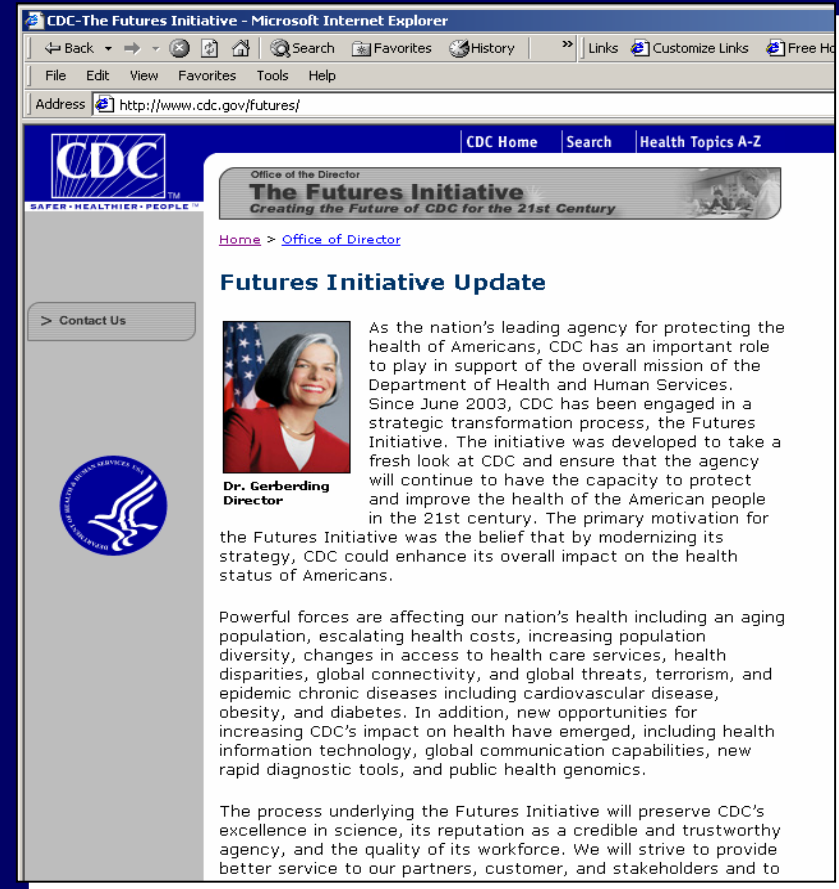 CDC-The Futures Initiative - Microsoft Internet Explorer
Back Search Favorites History » Links Customize Links Free Ho
File Edit View Favorites Tools Help
Address http://www.cdc.gov/futures/
CDC Home Search Health Topics A-Z
CDC TM
SAFER·HEALTHIER·PEOPLE™
Office of the Director
The Futures Initiative
Creating the Future of CDC for the 21st Century
Home > Office of Director
Futures Initiative Update
> Contact Us
As the nation's leading agency for protecting the
health of Americans, CDC has an important role
to play in support of the overall mission of the
Department of Health and Human Services.
Since June 2003, CDC has been engaged in a
strategic transformation process, the Futures
Initiative. The initiative was developed to take a
fresh look at CDC and ensure that the agency
will continue to have the capacity to protect
and improve the health of the American people
in the 21st century. The primary motivation for
the Futures Initiative was the belief that by modernizing its
strategy, CDC could enhance its overall impact on the health
status of Americans.
Dr. Gerberding
Director
DEPARTMENT OF HEALTH & HUMAN SERVICES · USA
Powerful forces are affecting our nation's health including an aging
population, escalating health costs, increasing population
diversity, changes in access to health care services, health
disparities, global connectivity, and global threats, terrorism, and
epidemic chronic diseases including cardiovascular disease,
obesity, and diabetes. In addition, new opportunities for
increasing CDC's impact on health have emerged, including health
information technology, global communication capabilities, new
rapid diagnostic tools, and public health genomics.
The process underlying the Futures Initiative will preserve CDC's
excellence in science, its reputation as a credible and trustworthy
agency, and the quality of its workforce. We will strive to provide
better service to our partners, customer, and stakeholders and to